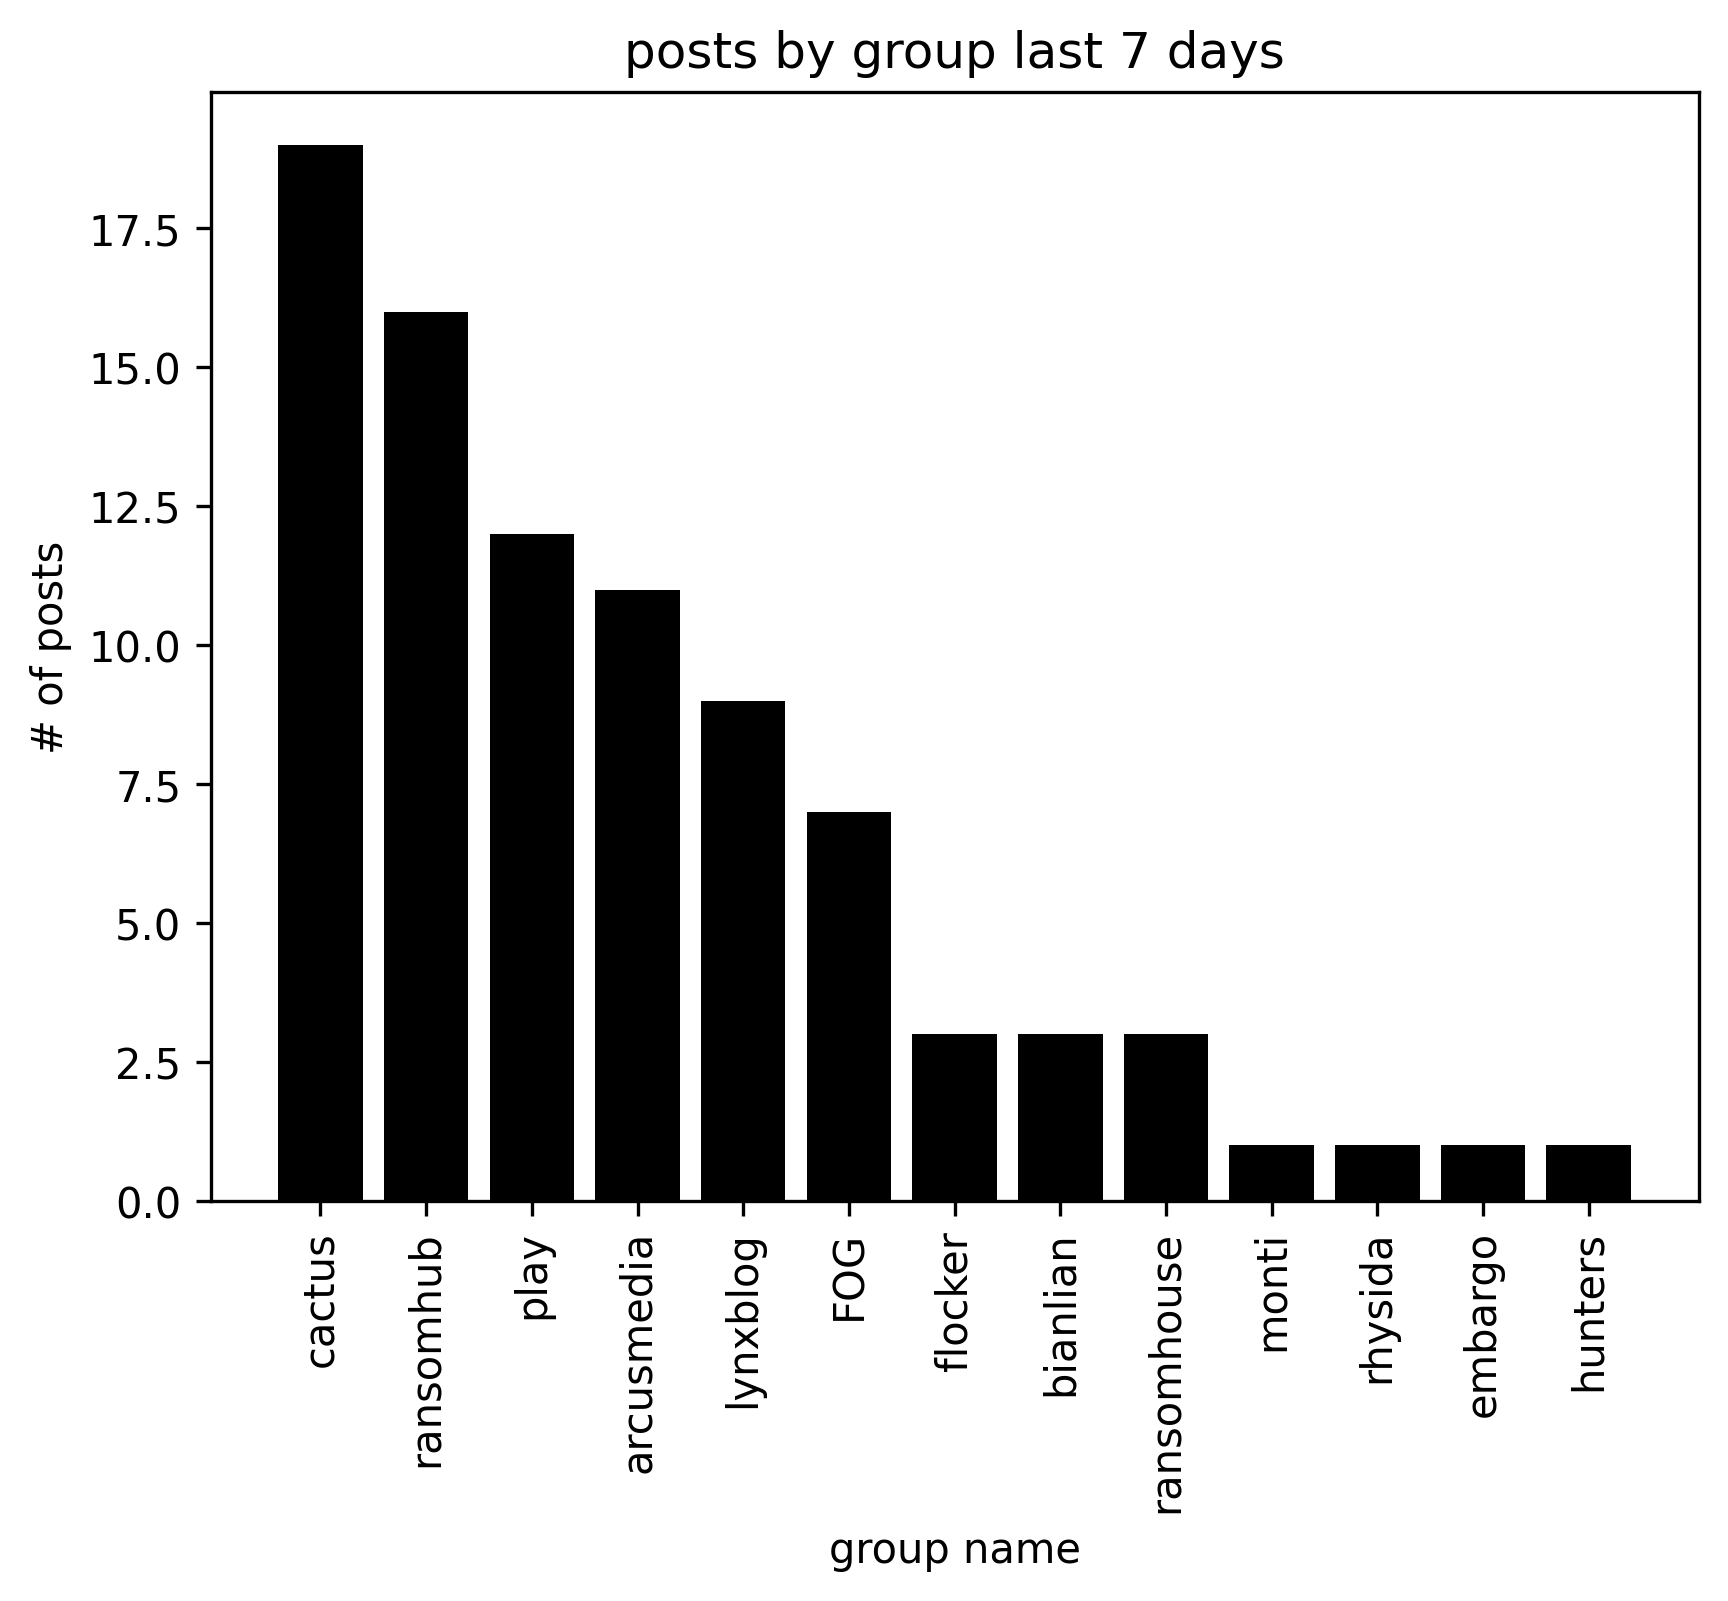 posts by group last 7 days
# of posts
17.5
15.0
12.5
10.0
7.5
5.0
2.5
0.0
cactus
ransomhub
play
arcusmedia
lynxblog
FOG
flocker
bianlian
ransomhouse
monti
rhysida
embargo
hunters
group name